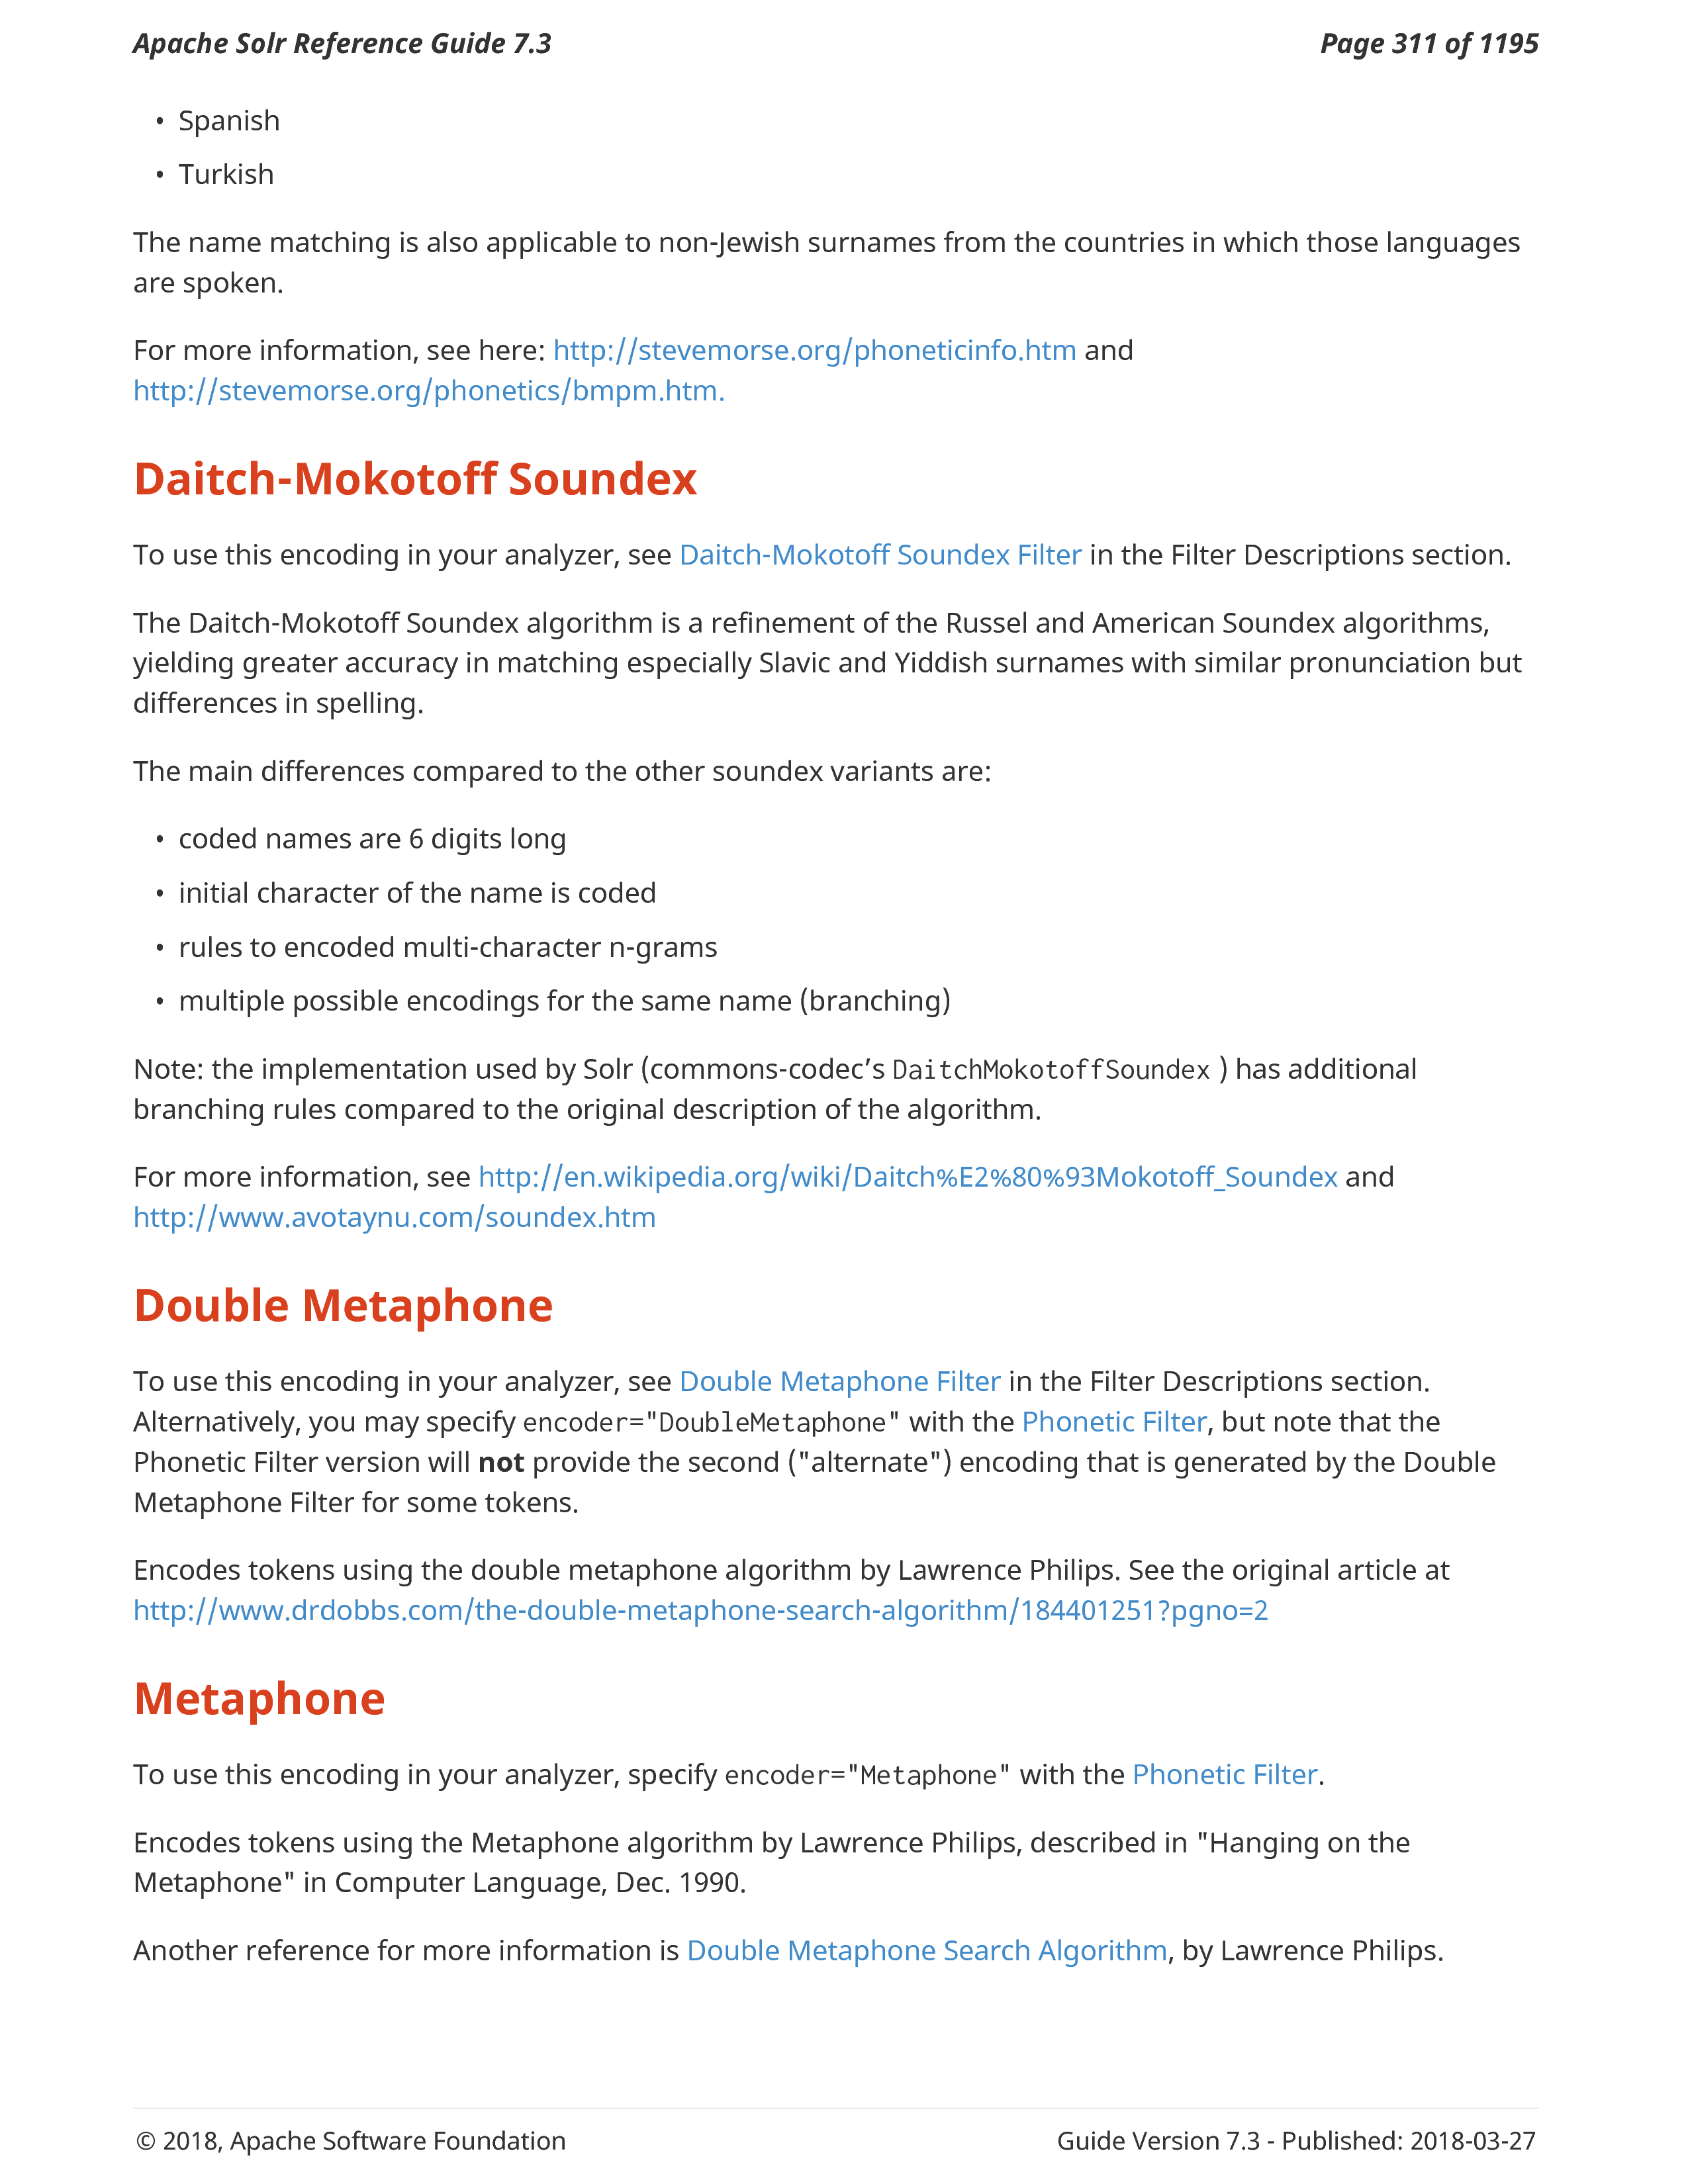 Apache Solr Reference Guide 7.3 Page 311 of 1195
• Spanish
• Turkish
The name matching is also applicable to non-Jewish surnames from the countries in which those languages
are spoken.
For more information, see here: http://stevemorse.org/phoneticinfo.htm and
http://stevemorse.org/phonetics/bmpm.htm.
Daitch-Mokotoff Soundex
To use this encoding in your analyzer, see Daitch-Mokotoff Soundex Filter in the Filter Descriptions section.
The Daitch-Mokotoff Soundex algorithm is a refinement of the Russel and American Soundex algorithms,
yielding greater accuracy in matching especially Slavic and Yiddish surnames with similar pronunciation but
differences in spelling.
The main differences compared to the other soundex variants are:
• coded names are 6 digits long
• initial character of the name is coded
• rules to encoded multi-character n-grams
• multiple possible encodings for the same name (branching)
Note: the implementation used by Solr (commons-codec’s DaitchMokotoffSoundex ) has additional
branching rules compared to the original description of the algorithm.
For more information, see http://en.wikipedia.org/wiki/Daitch%E2%80%93Mokotoff_Soundex and
http://www.avotaynu.com/soundex.htm
Double Metaphone
To use this encoding in your analyzer, see Double Metaphone Filter in the Filter Descriptions section.
Alternatively, you may specify encoder="DoubleMetaphone" with the Phonetic Filter, but note that the
Phonetic Filter version will not provide the second ("alternate") encoding that is generated by the Double
Metaphone Filter for some tokens.
Encodes tokens using the double metaphone algorithm by Lawrence Philips. See the original article at
http://www.drdobbs.com/the-double-metaphone-search-algorithm/184401251?pgno=2
Metaphone
To use this encoding in your analyzer, specify encoder="Metaphone" with the Phonetic Filter.
Encodes tokens using the Metaphone algorithm by Lawrence Philips, described in "Hanging on the
Metaphone" in Computer Language, Dec. 1990.
Another reference for more information is Double Metaphone Search Algorithm, by Lawrence Philips.
© 2018, Apache Software Foundation Guide Version 7.3 - Published: 2018-03-27